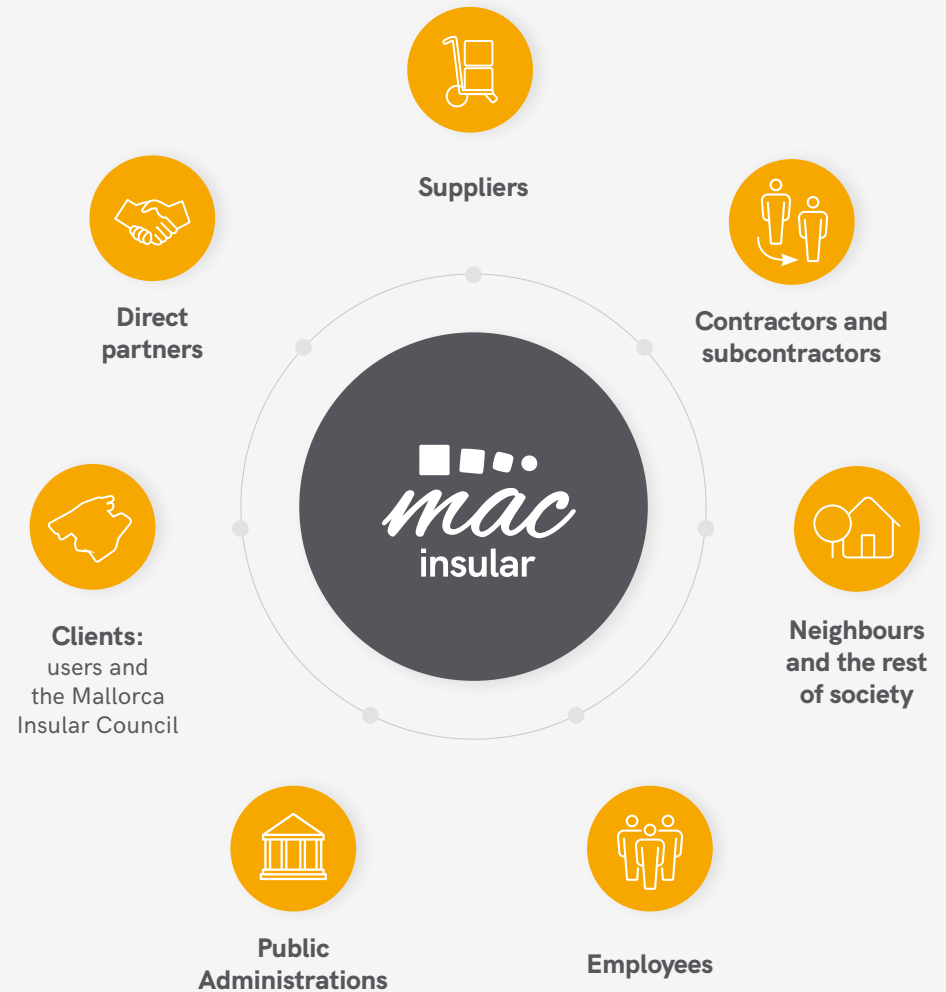 Suppliers
Direct
partners
Contractors and
subcontractors
mac
insular
Clients:
users and
the Mallorca
Insular Council
Neighbours
and the rest
of society
Public
Administrations
Employees